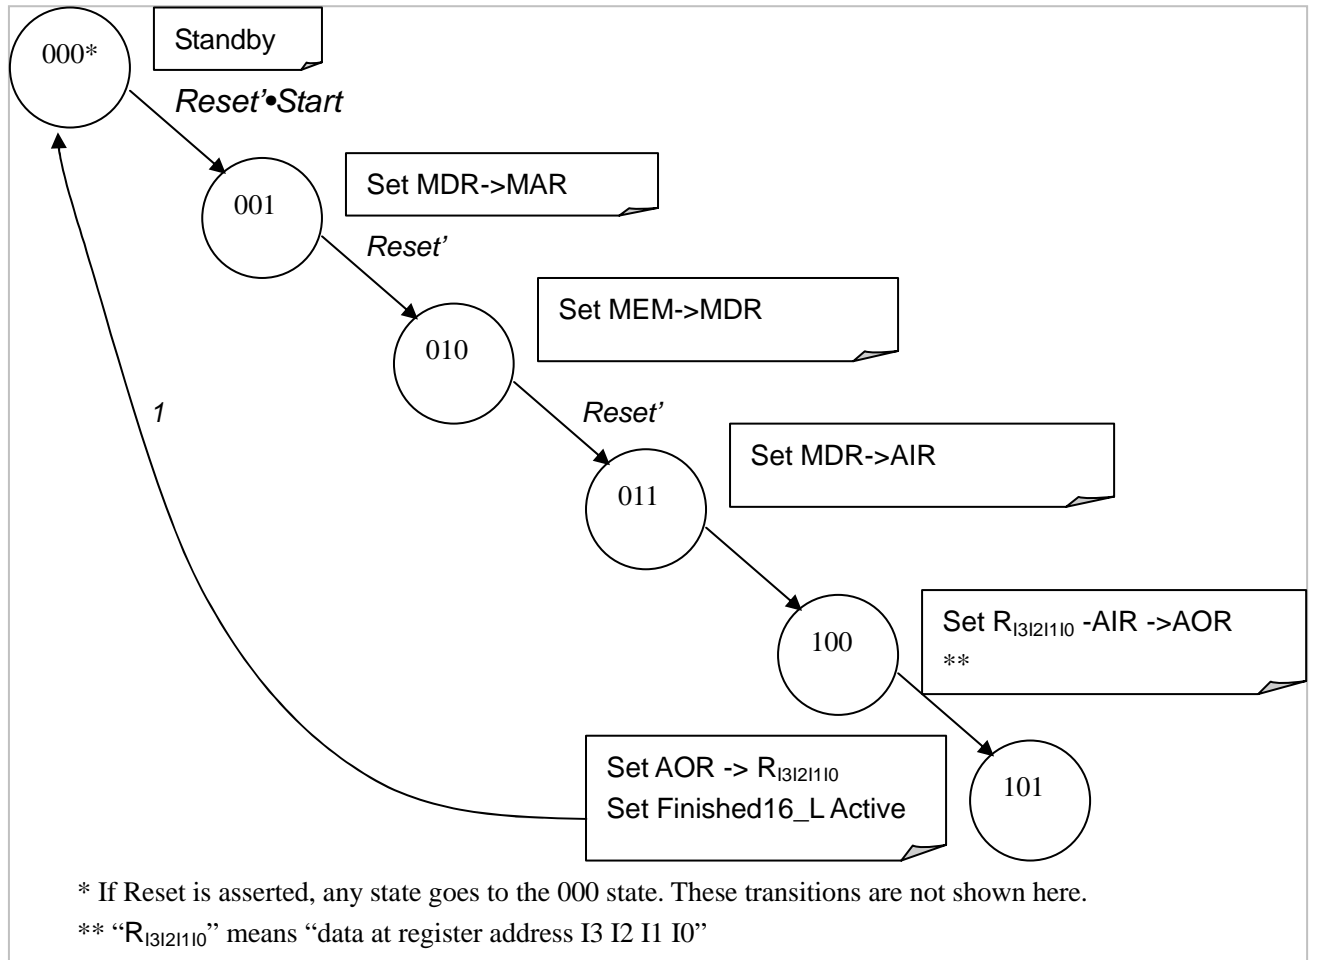 000*
Standby
Reset'•Start
001
Set MDR->MAR
Reset'
010
Set MEM->MDR
1
Reset'
011
Set MDR->AIR
100
Set RI3I2I1I0 -AIR ->AOR
**
Set AOR -> RI3I2I1I0
Set Finished16_L Active
101
* If Reset is asserted, any state goes to the 000 state. These transitions are not shown here.
** “RI3I2I1I0” means “data at register address I3 I2 I1 I0”